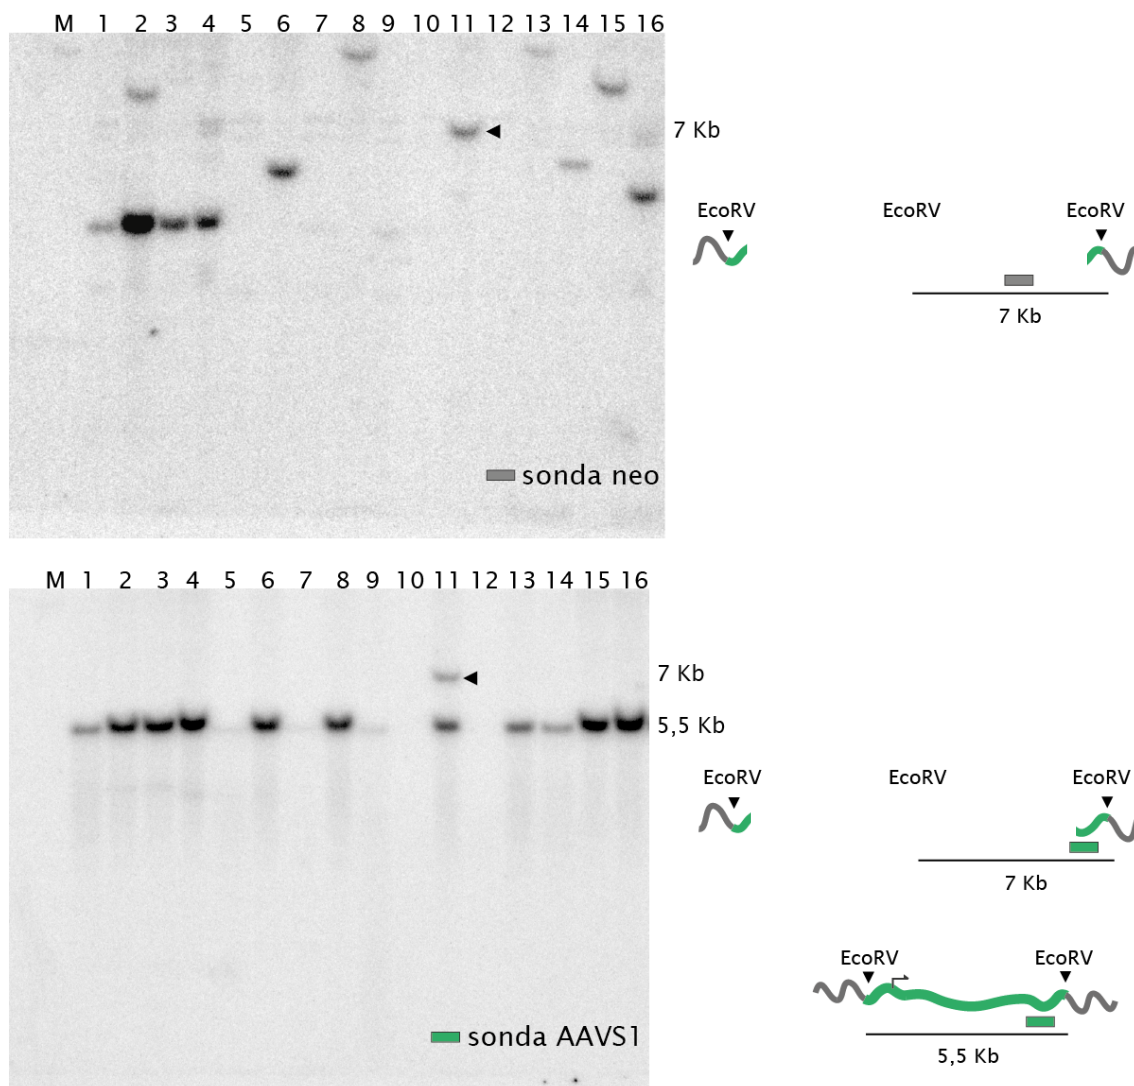 M 1 2 3 4 5 6 7 8 9 10 11 12 13 14 15 16
7 Kb
EcoRV EcoRV EcoRV
7 Kb
sonda neo
M 1 2 3 4 5 6 7 8 9 10 11 12 13 14 15 16
7 Kb
5,5 Kb
EcoRV EcoRV EcoRV
7 Kb
EcoRV EcoRV
sonda AAVS1
5,5 Kb